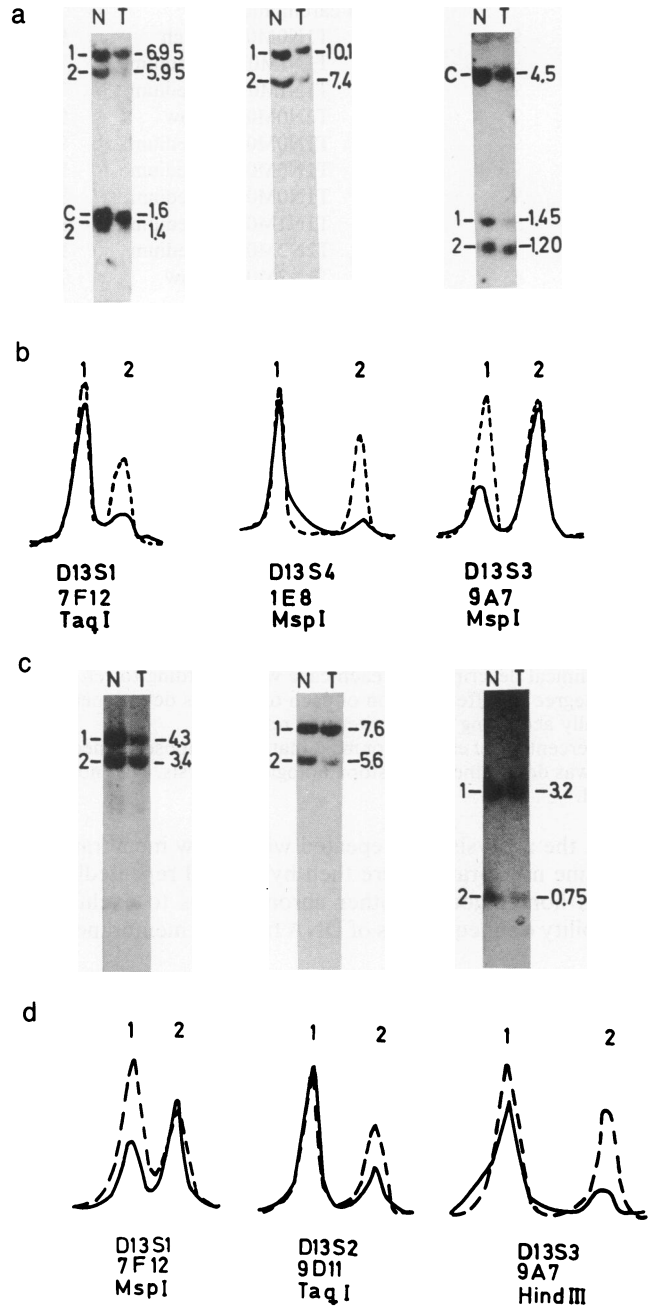 a
N T N T N T
1- -6.95 1- -10.1 C- -4.5
2- -5.95 2- -7.4
C= =1.6 1- -1.45
2 1.4 2- -1.20
b
1 2 1 2 1 2
D13S1 D13S4 D13S3
7F12 1E8 9A7
TaqI MspI MspI
c
N T N T N T
1- -4.3 1- -7.6 1- -3.2
2- -3.4 2- -5.6 2- -0.75
d
1 2 1 2 1 2
D13S1 D13S2 D13S3
7F12 9D11 9A7
MspI TaqI HindIII